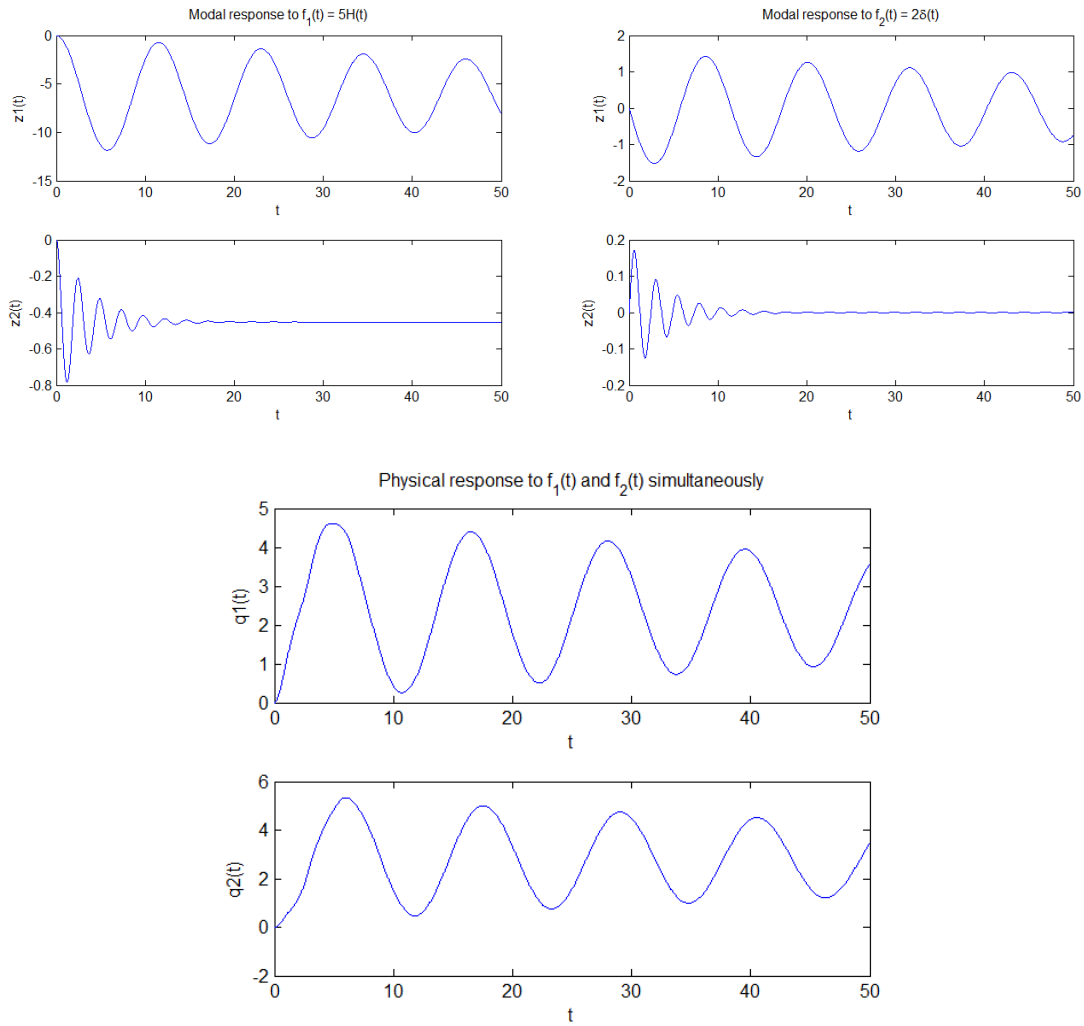 Modal response to f_1(t) = 5H(t)
0
-5
-10
-15
z1(t)
0 10 20 30 40 50
t
Modal response to f_2(t) = 2δ(t)
2
1
0
-1
-2
z1(t)
0 10 20 30 40 50
t
0
-0.2
-0.4
-0.6
-0.8
z2(t)
0 10 20 30 40 50
t
0.2
0.1
0
-0.1
-0.2
z2(t)
0 10 20 30 40 50
t
Physical response to f_1(t) and f_2(t) simultaneously
5
4
3
2
1
0
q1(t)
0 10 20 30 40 50
t
6
4
2
0
-2
q2(t)
0 10 20 30 40 50
t